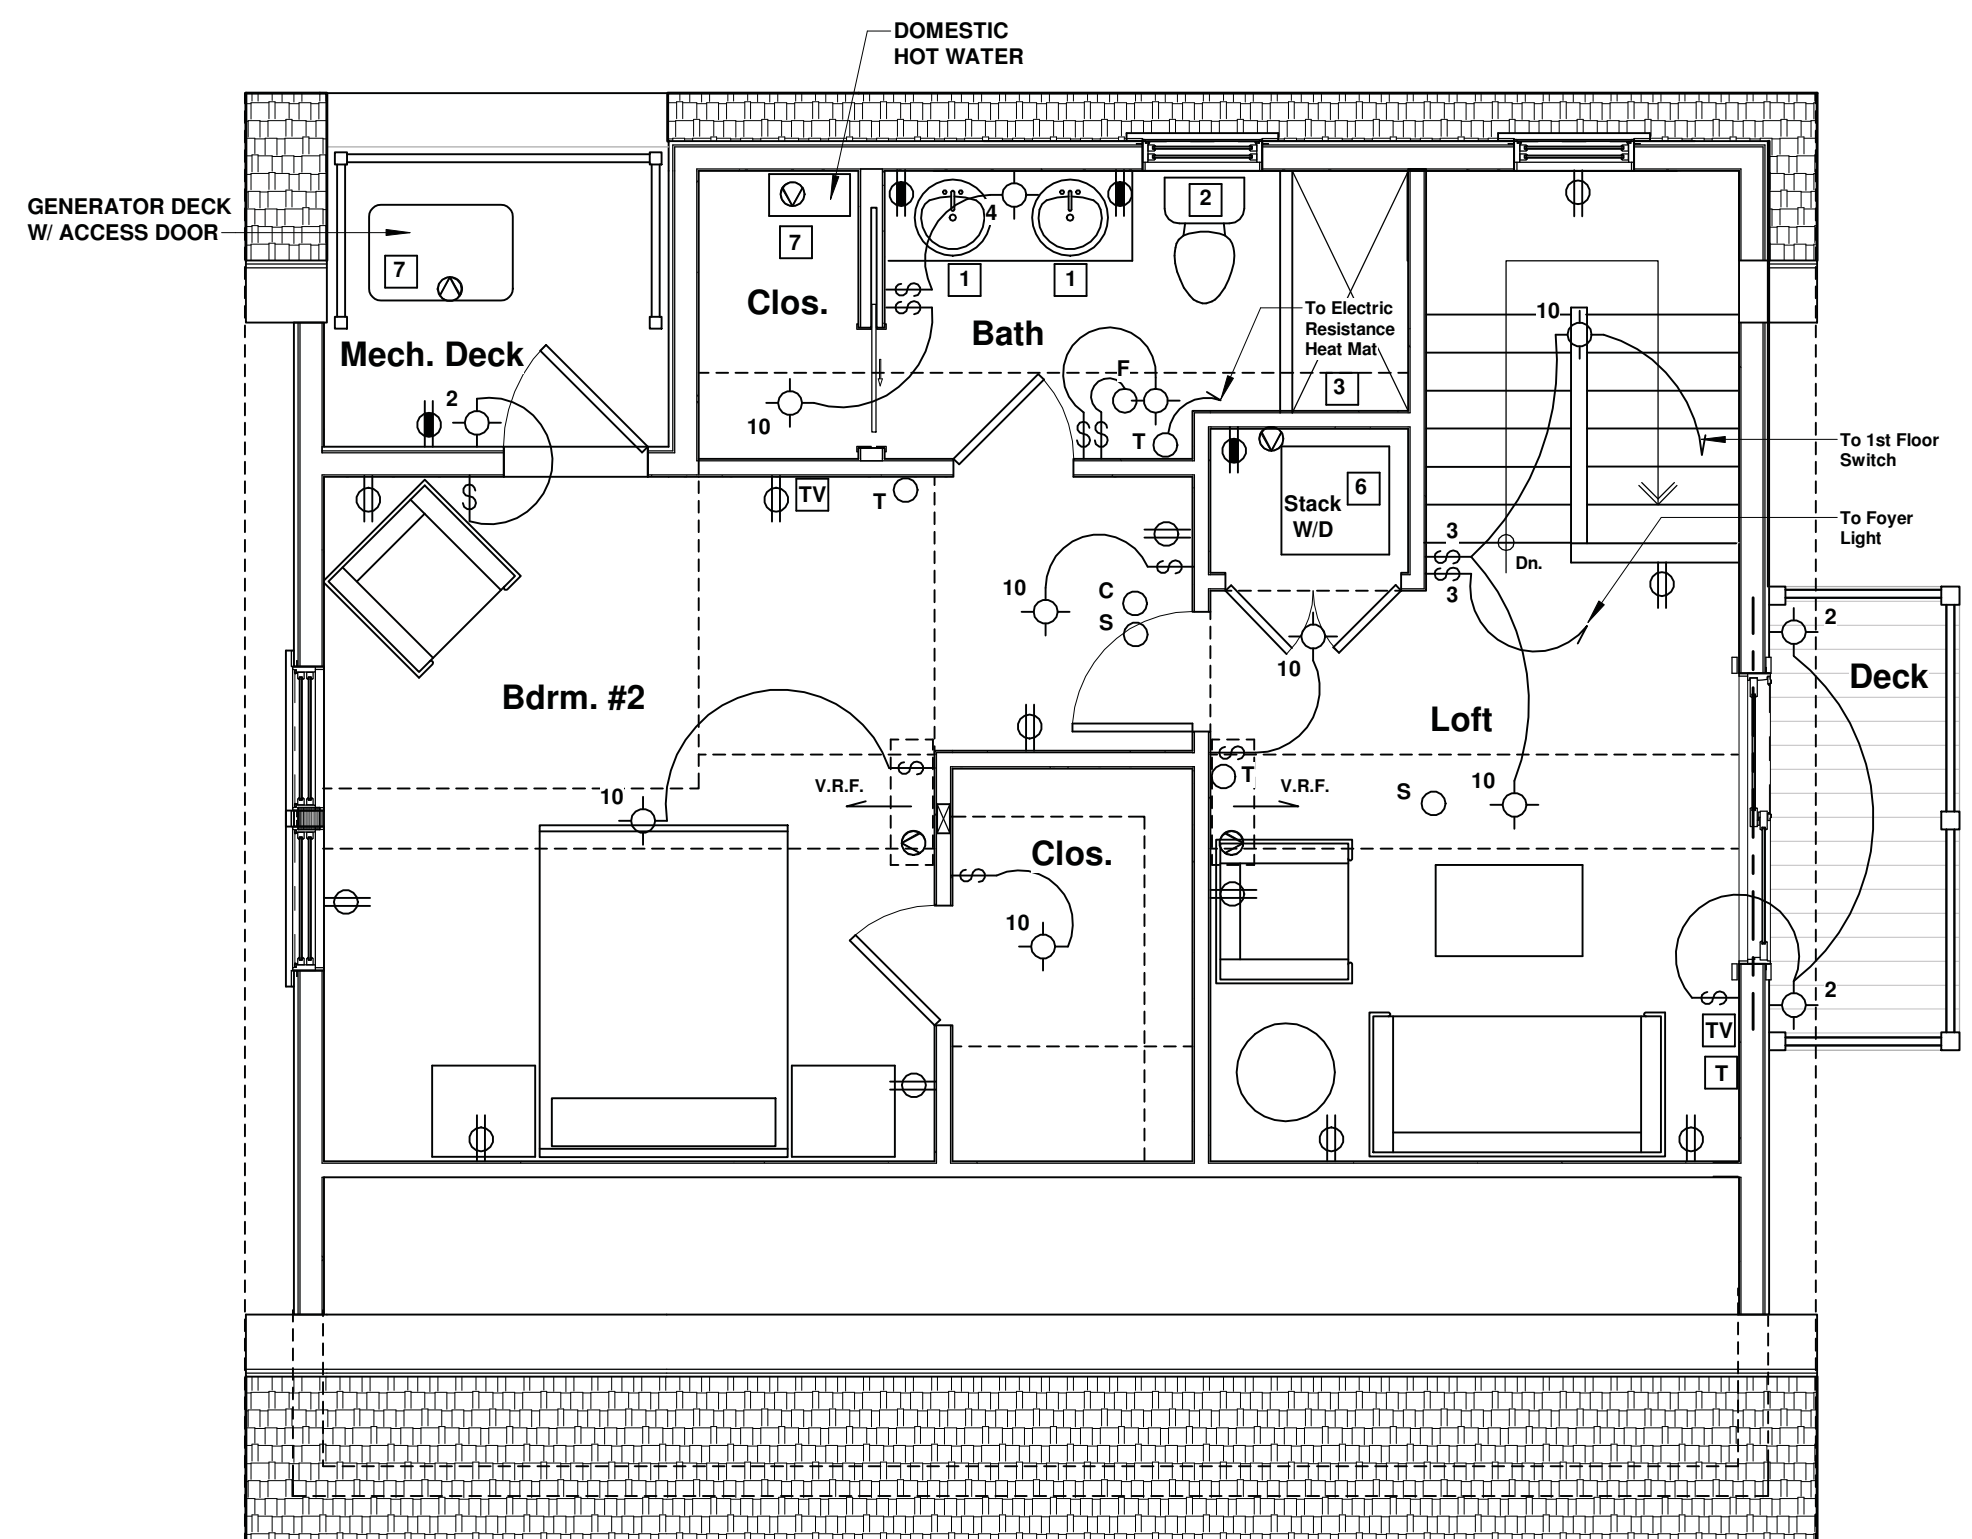 DOMESTIC
HOT WATER
GENERATOR DECK
W/ ACCESS DOOR
7
Mech. Deck
2
7
Clos.
10
4
1
1
2
Bath
To Electric
Resistance
Heat Mat
3
F
T
10
To 1st Floor
Switch
To Foyer
Light
Stack
W/D
6
3
3
Dn.
S
S
S
S
S
S
TV
T
S
S
S
10
C
S
10
2
Deck
Bdrm. #2
Loft
S
S
T
V.R.F.
V.R.F.
10
S
10
Clos.
S
10
2
S
TV
T